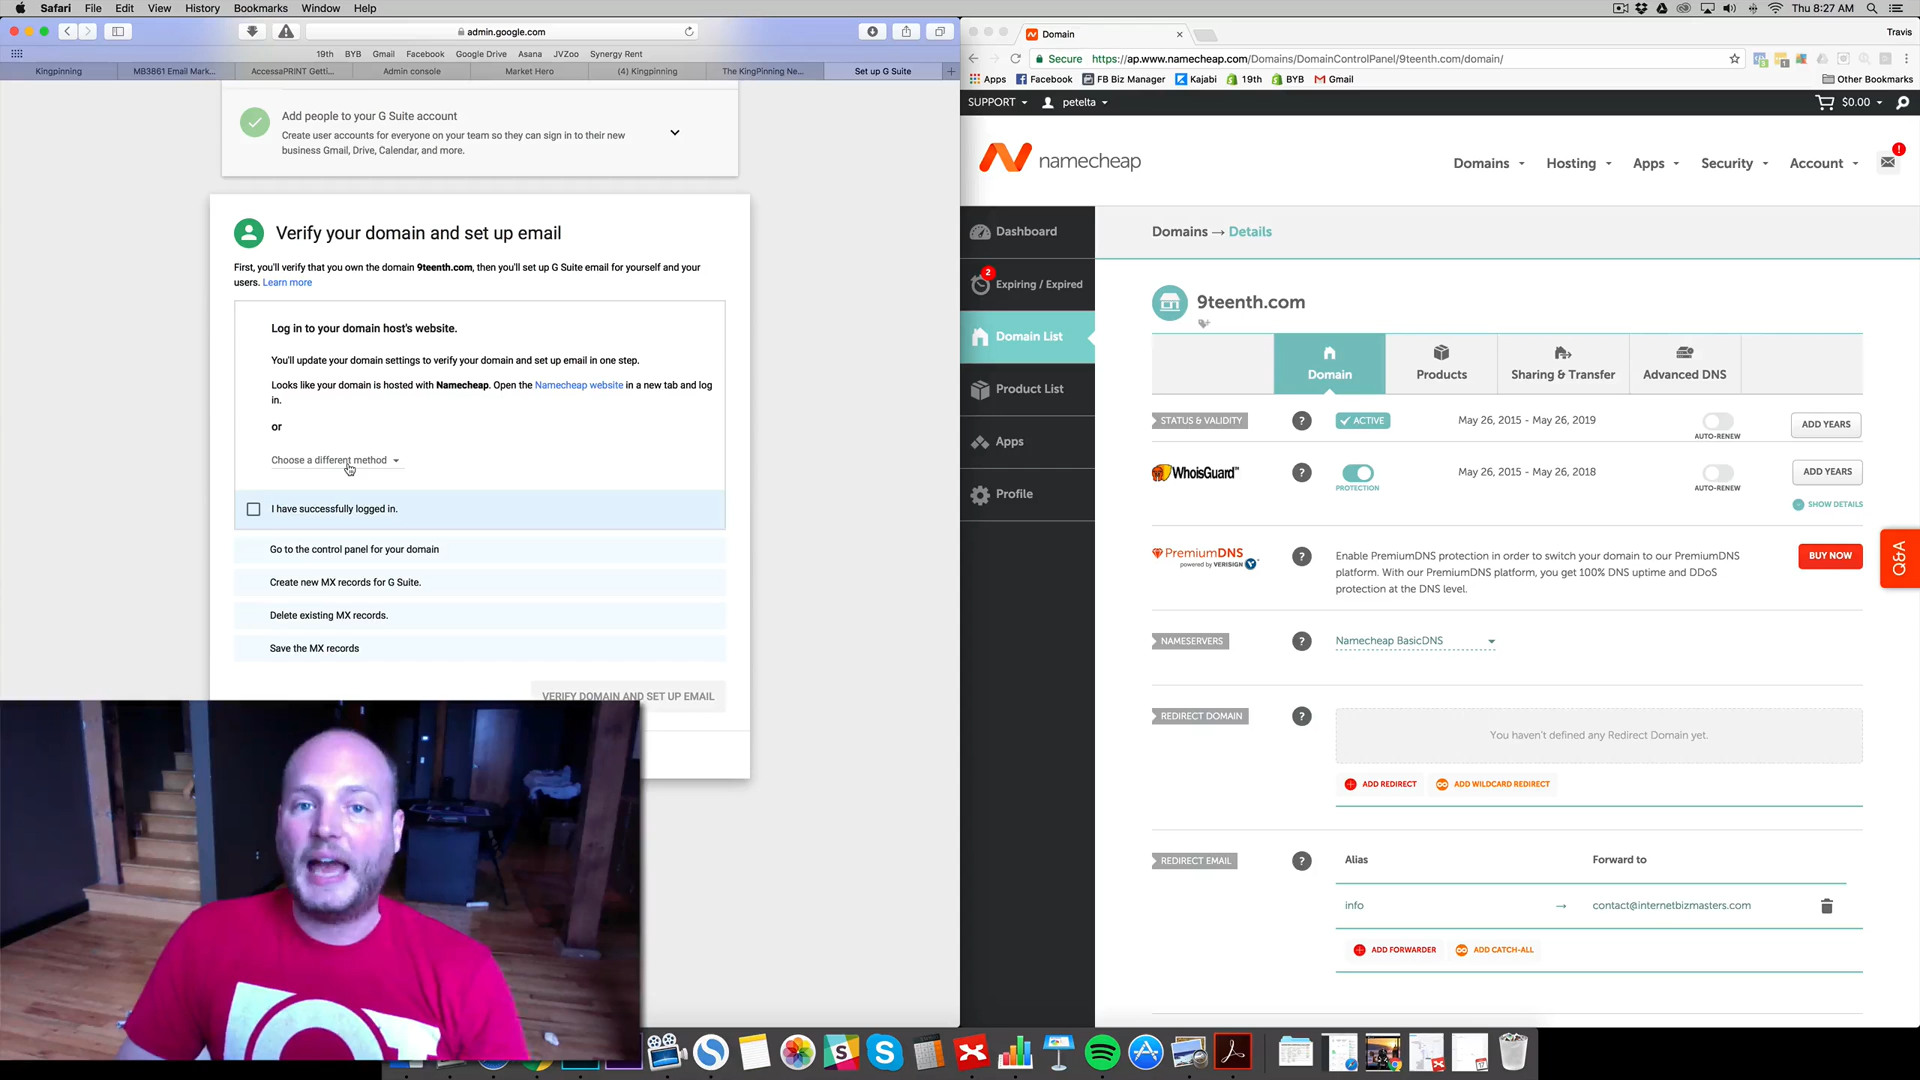 Safari File Edit View History Bookmarks Window Help
Thu 8:27 AM
admin.google.com
19th BYB Gmail Facebook Google Drive Asana JVZoo Synergy Rent
Kingpinning MB3861 Email Mark... AccessaPRINT Getti... Admin console Market Hero (4) Kingpinning The KingPinning Ne... Set up G Suite
Add people to your G Suite account
Create user accounts for everyone on your team so they can sign in to their new
business Gmail, Drive, Calendar, and more.
Verify your domain and set up email
First, you'll verify that you own the domain 9teenth.com, then you'll set up G Suite email for yourself and your
users. Learn more
Log in to your domain host's website.
You'll update your domain settings to verify your domain and set up email in one step.
Looks like your domain is hosted with Namecheap. Open the Namecheap website in a new tab and log
in.
or
Choose a different method
I have successfully logged in.
Go to the control panel for your domain
Create new MX records for G Suite.
Delete existing MX records.
Save the MX records
VERIFY DOMAIN AND SET UP EMAIL
Domain
Travis
Secure https://ap.www.namecheap.com/Domains/DomainControlPanel/9teenth.com/domain/
Apps Facebook FB Biz Manager Kajabi 19th BYB Gmail Other Bookmarks
SUPPORT petelta $0.00
namecheap
Domains Hosting Apps Security Account !
Dashboard
2
Expiring / Expired
Domain List
Product List
Apps
Profile
Domains → Details
9teenth.com
Domain Products Sharing & Transfer Advanced DNS
STATUS & VALIDITY ? ACTIVE May 26, 2015 - May 26, 2019 AUTO-RENEW ADD YEARS
WhoisGuard ? PROTECTION May 26, 2015 - May 26, 2018 AUTO-RENEW ADD YEARS
SHOW DETAILS
PremiumDNS
powered by VERISIGN
?
Enable PremiumDNS protection in order to switch your domain to our PremiumDNS
platform. With our PremiumDNS platform, you get 100% DNS uptime and DDoS
protection at the DNS level.
BUY NOW
Q&A
NAMESERVERS ? Namecheap BasicDNS
REDIRECT DOMAIN ? You haven't defined any Redirect Domain yet.
ADD REDIRECT ADD WILDCARD REDIRECT
REDIRECT EMAIL ? Alias Forward to
info → contact@internetbizmasters.com
ADD FORWARDER ADD CATCH-ALL